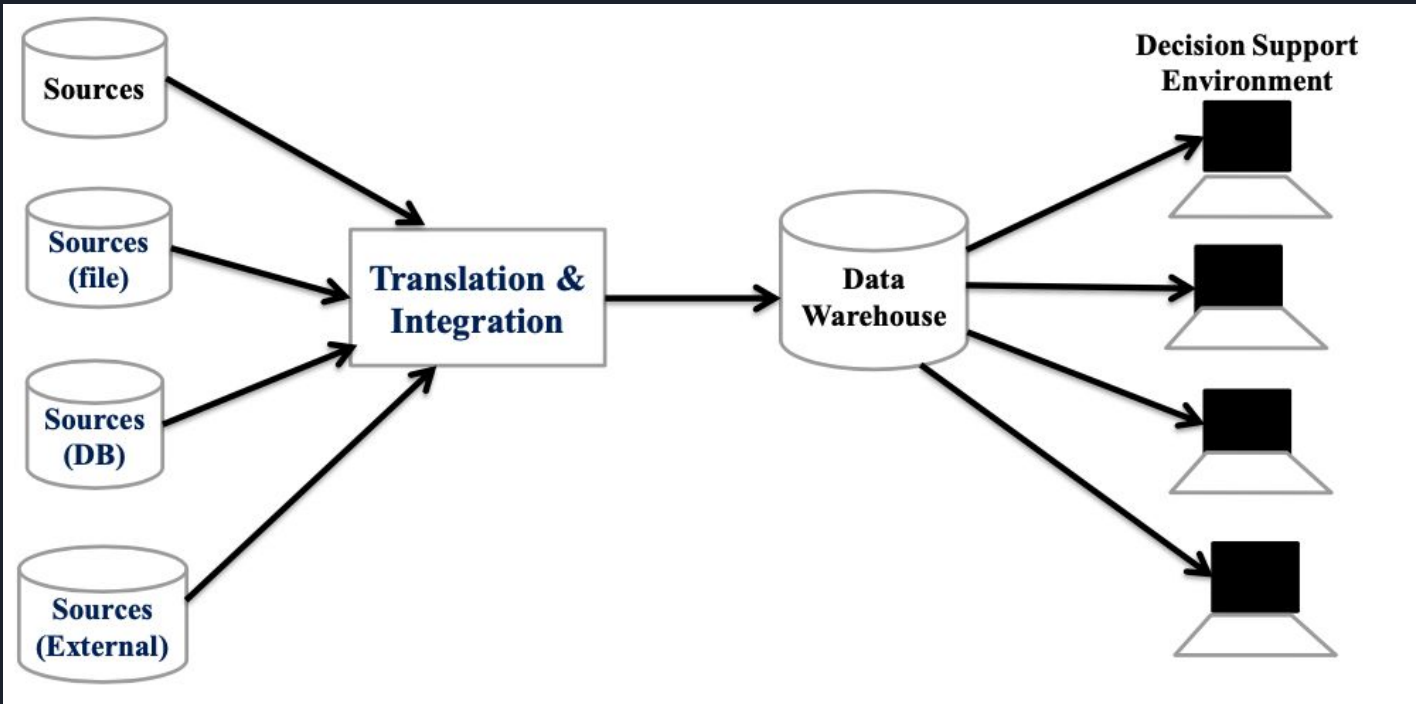 Sources
Sources
(file)
Sources
(DB)
Sources
(External)
Translation &
Integration
Data
Warehouse
Decision Support
Environment